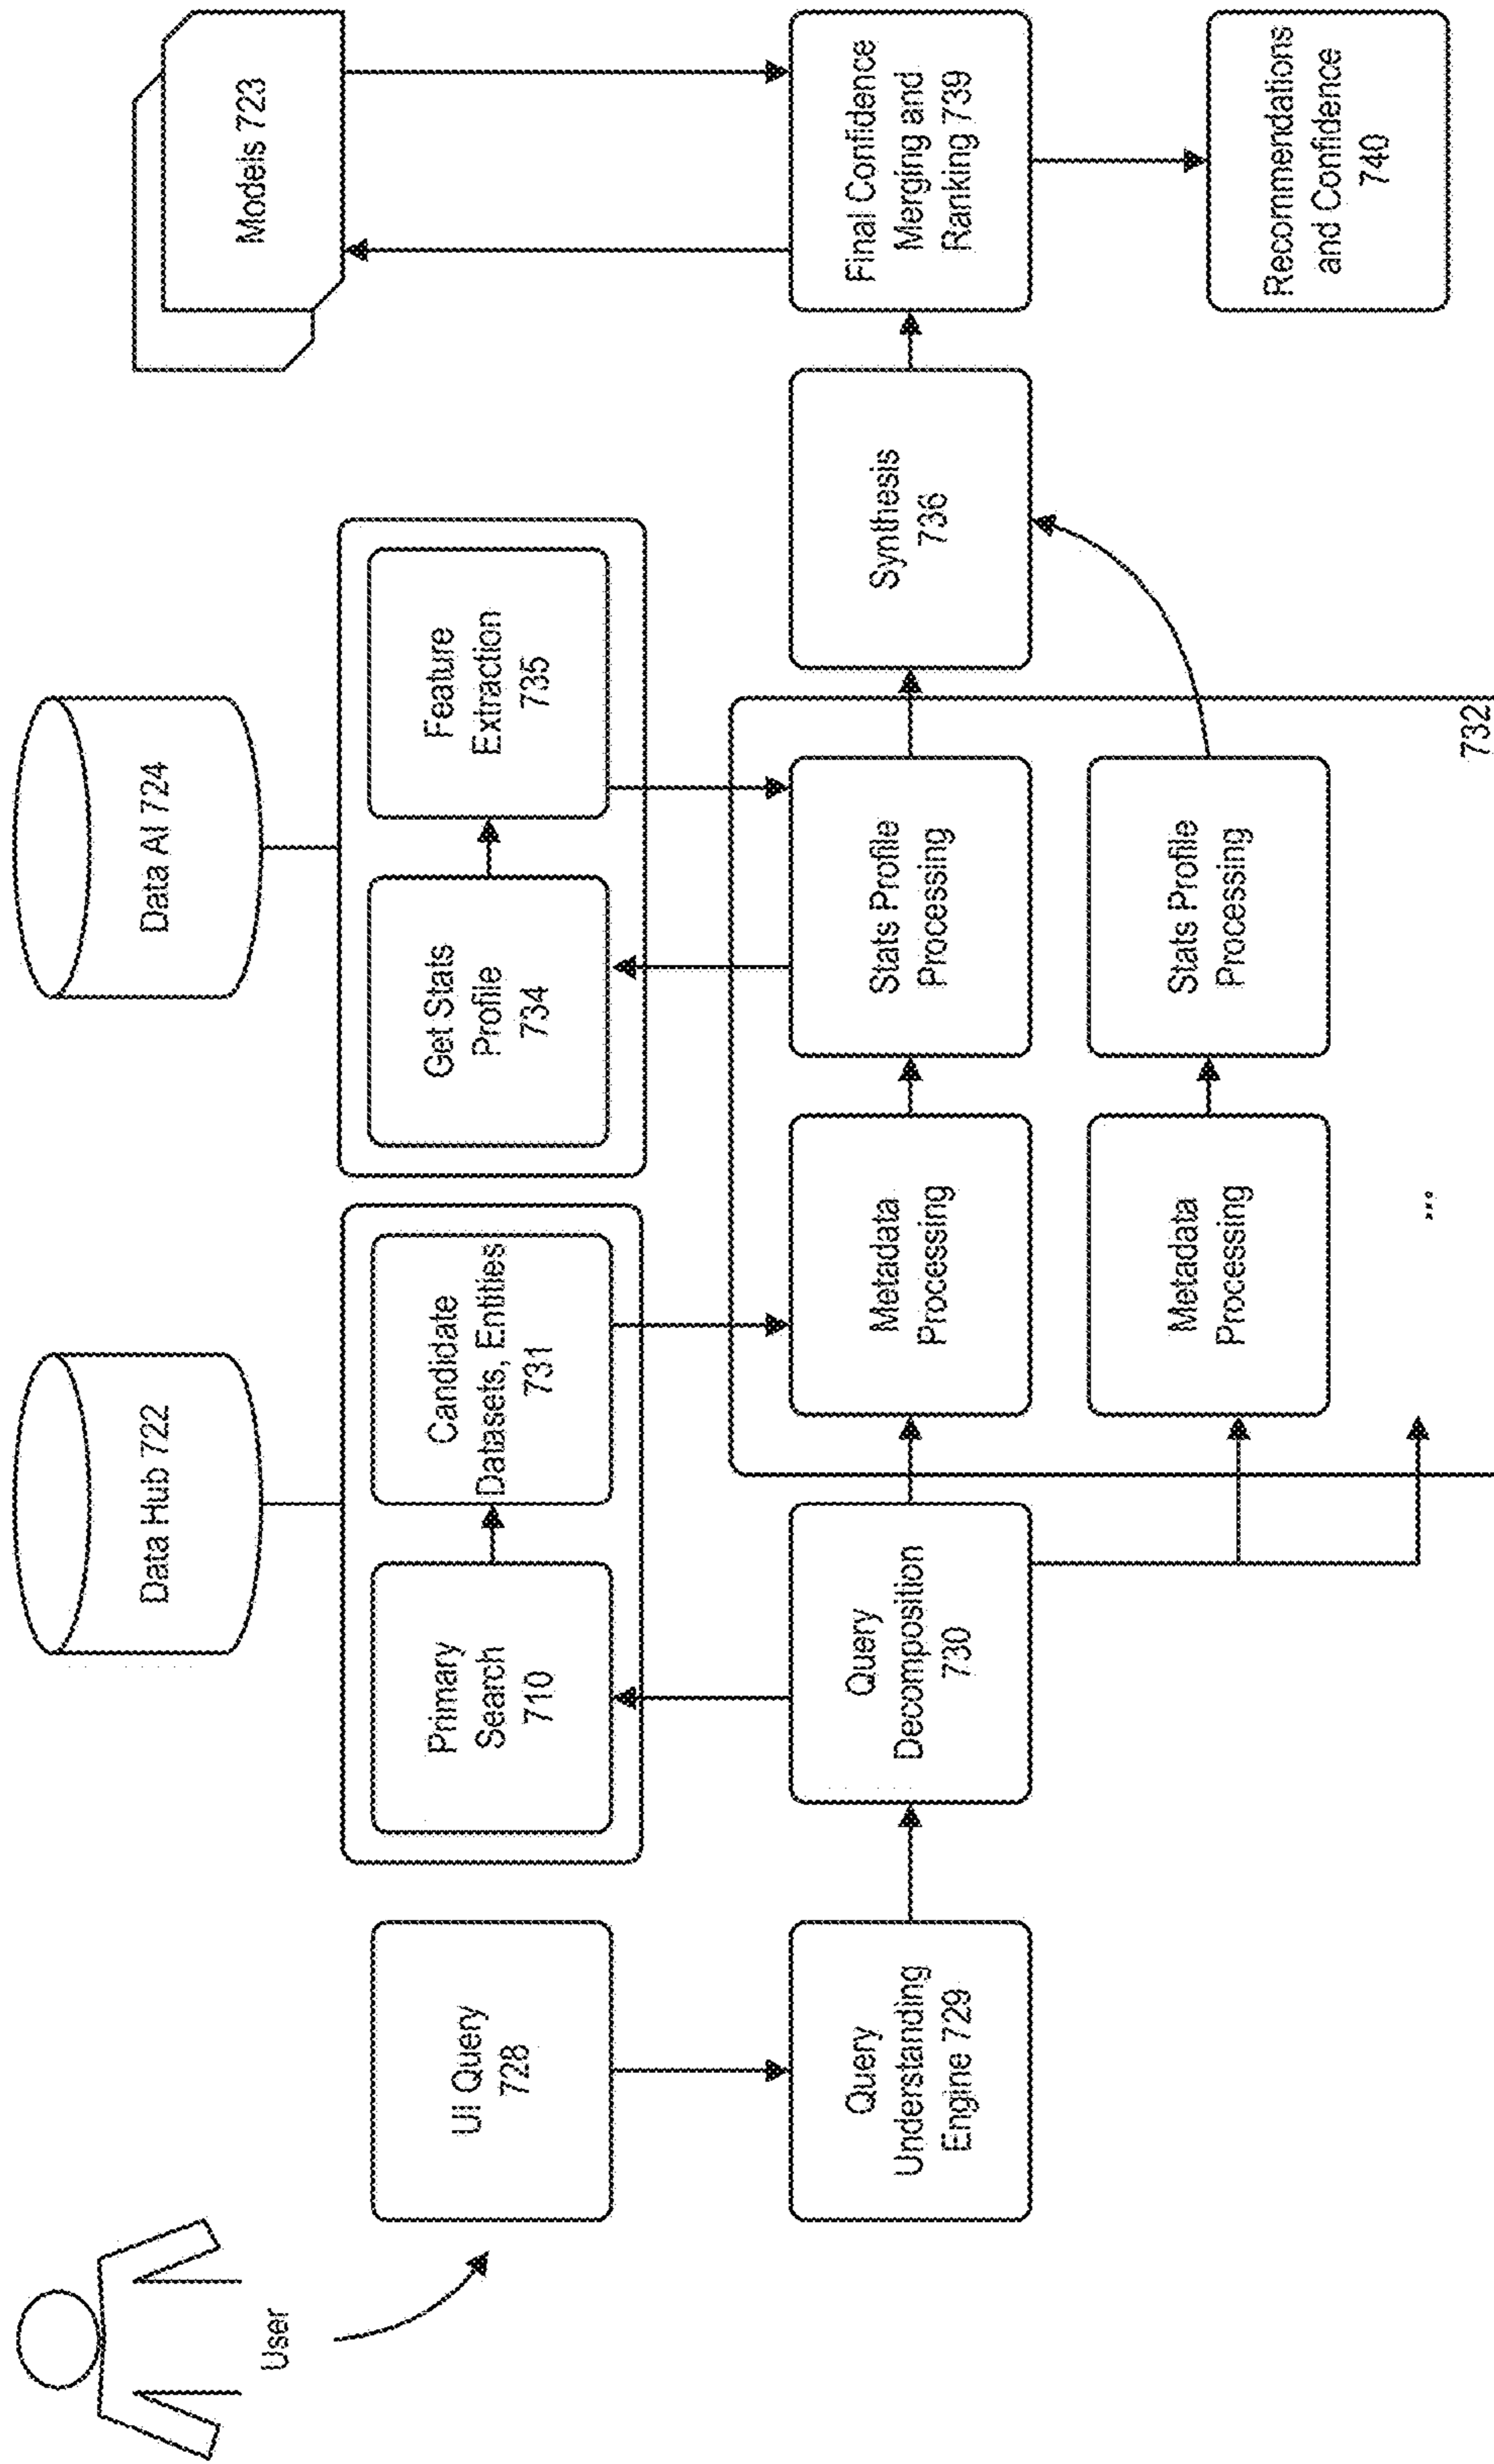 User
Data Hub 722
Data AI 724
Models 723
UI Query
728
Primary
Search
710
Candidate
Datasets, Entities
731
Get Stats
Profile
734
Feature
Extraction
735
Query
Understanding
Engine 729
Query
Decomposition
730
Metadata
Processing
Stats Profile
Processing
Synthesis
736
Final Confidence
Merging and
Ranking 739
Metadata
Processing
Stats Profile
Processing
Recommendations
and Confidence
740
...
732